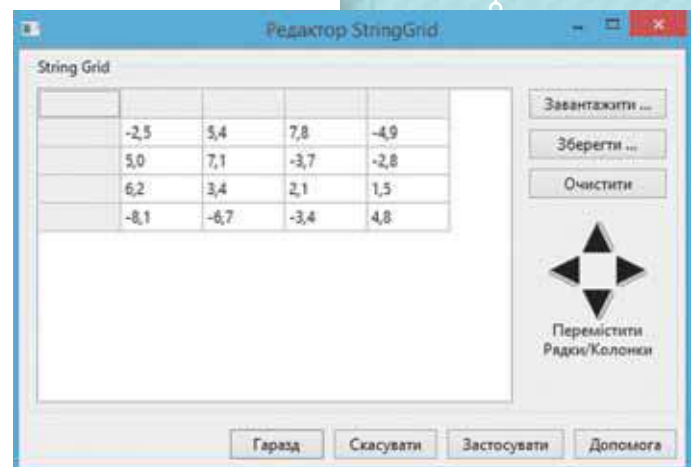 Редактор StringGrid
String Grid
Завантажити ...
-2,5 5,4 7,8 -4,9
Зберегти ...
5,0 7,1 -3,7 -2,8
6,2 3,4 2,1 1,5
Очистити
-8,1 -6,7 -3,4 4,8
Перемістити
Рядки/Колонки
Гаразд Скасувати Застосувати Допомога